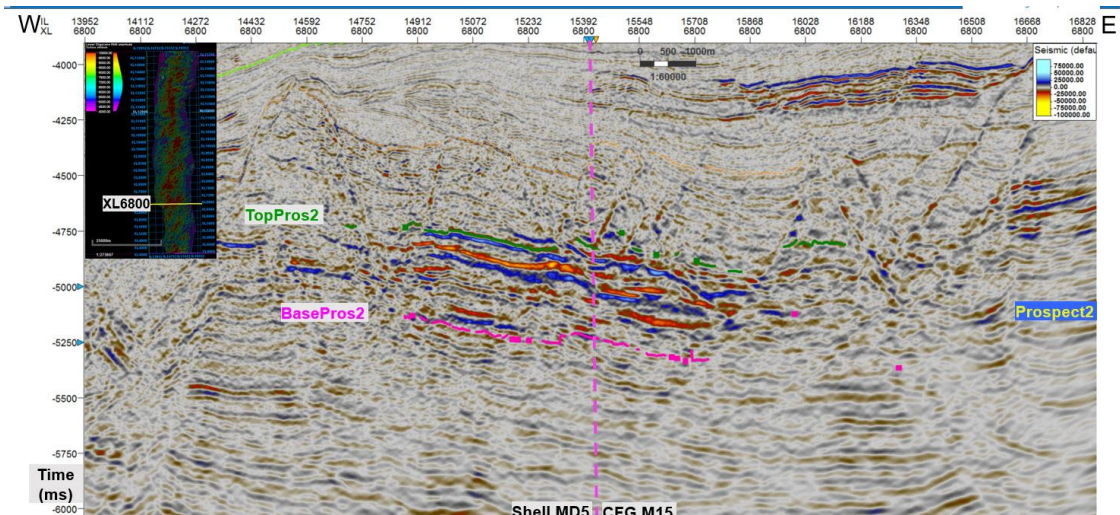 W IL 13952 14112 14272 14432 14592 14752 14912 15232 15392 15548 15708 15868 16028 16188 16348 16508 16668 16828 E
XL 6800 6800 6800 6800 6800 6800 6800 6800 6800 6800 6800 6800 6800 6800 6800 6800 6800 6800
0 500 1000m
1:60000
Seismic (defau
75000.00
50000.00
25000.00
0.00
-25000.00
-50000.00
-75000.00
-100000.00
-4000
-4250
-4500
-4750
-5000
-5250
-5500
-5750
-6000
XL6800
TopPros2
BasePros2
Prospect2
Time
(ms)
Shell MD5 CEG M15